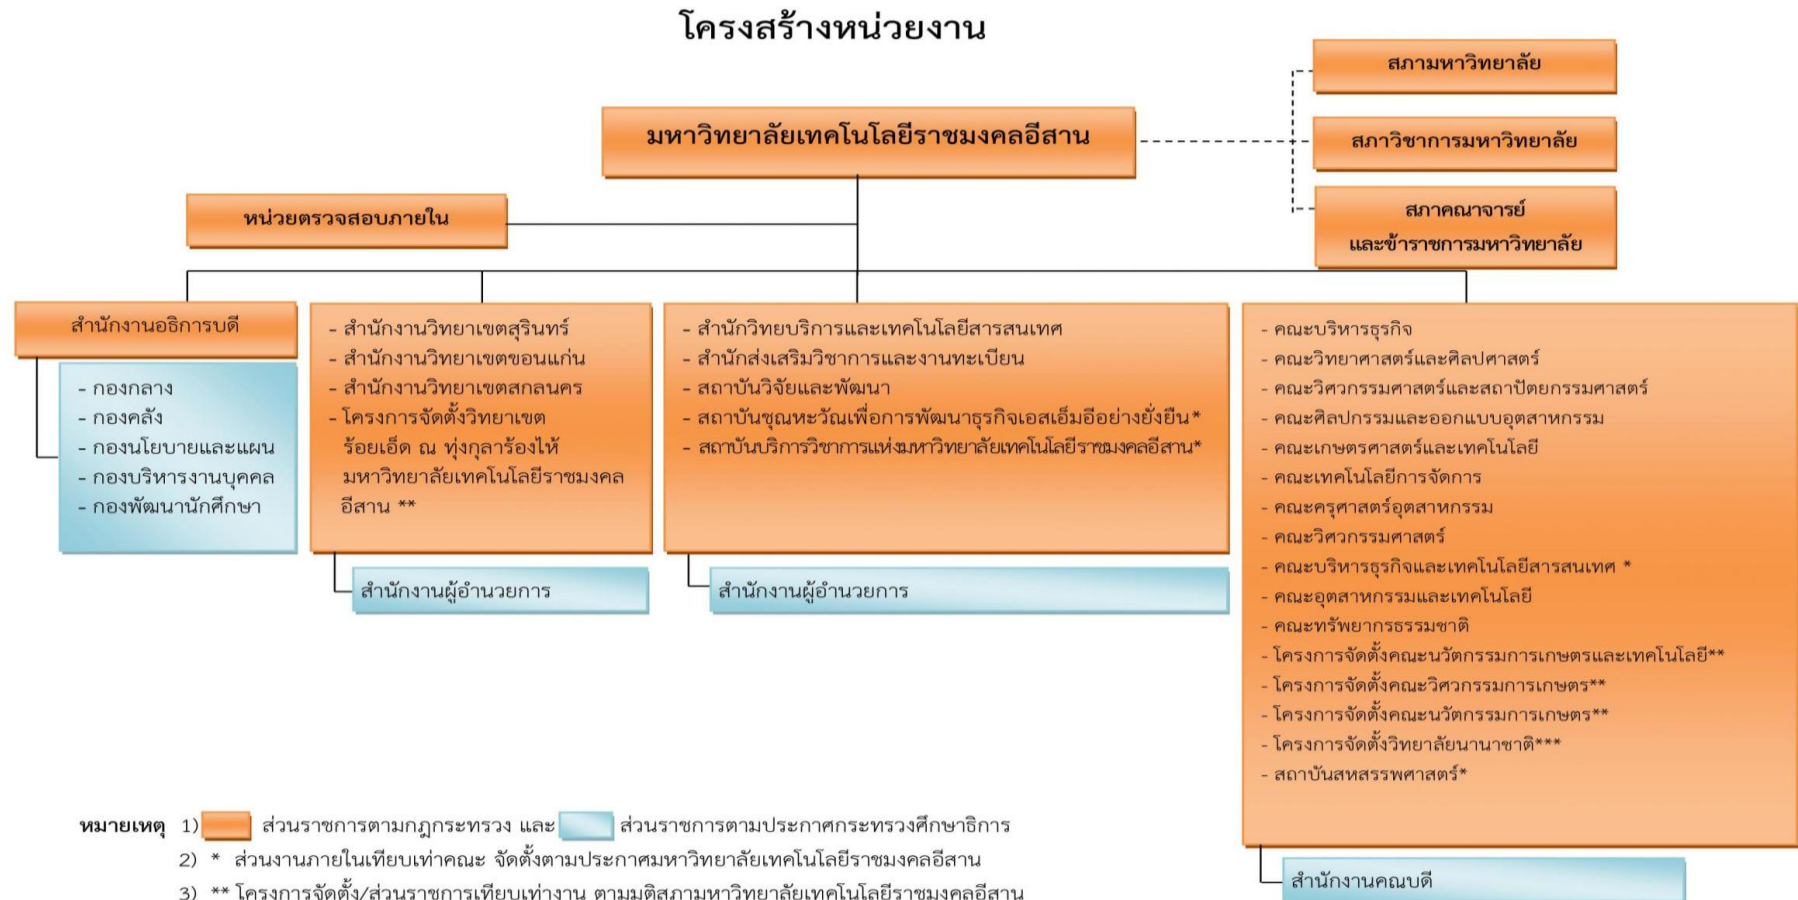 โครงสร้างหน่วยงาน
สภามหาวิทยาลัย
มหาวิทยาลัยเทคโนโลยีราชมงคลอีสาน
สภาวิชาการมหาวิทยาลัย
สภาคณาจารย์
และข้าราชการมหาวิทยาลัย
หน่วยตรวจสอบภายใน
สำนักงานอธิการบดี
- กองกลาง
- กองคลัง
- กองนโยบายและแผน
- กองบริหารงานบุคคล
- กองพัฒนานักศึกษา
- สำนักงานวิทยาเขตสุรินทร์
- สำนักงานวิทยาเขตขอนแก่น
- สำนักงานวิทยาเขตสกลนคร
- โครงการจัดตั้งวิทยาเขต
ร้อยเอ็ด ณ ทุ่งกุลาร้องไห้
มหาวิทยาลัยเทคโนโลยีราชมงคล
อีสาน **
สำนักงานผู้อำนวยการ
- สำนักวิทยบริการและเทคโนโลยีสารสนเทศ
- สำนักส่งเสริมวิชาการและงานทะเบียน
- สถาบันวิจัยและพัฒนา
- สถาบันชุณหะวัณเพื่อการพัฒนาธุรกิจเอสเอ็มอีอย่างยั่งยืน*
- สถาบันบริการวิชาการแห่งมหาวิทยาลัยเทคโนโลยีราชมงคลอีสาน*
สำนักงานผู้อำนวยการ
- คณะบริหารธุรกิจ
- คณะวิทยาศาสตร์และศิลปศาสตร์
- คณะวิศวกรรมศาสตร์และสถาปัตยกรรมศาสตร์
- คณะศิลปกรรมและออกแบบอุตสาหกรรม
- คณะเกษตรศาสตร์และเทคโนโลยี
- คณะเทคโนโลยีการจัดการ
- คณะครุศาสตร์อุตสาหกรรม
- คณะวิศวกรรมศาสตร์
- คณะบริหารธุรกิจและเทคโนโลยีสารสนเทศ *
- คณะอุตสาหกรรมและเทคโนโลยี
- คณะทรัพยากรธรรมชาติ
- โครงการจัดตั้งคณะนวัตกรรมการเกษตรและเทคโนโลยี**
- โครงการจัดตั้งคณะวิศวกรรมการเกษตร**
- โครงการจัดตั้งคณะนวัตกรรมการเกษตร**
- โครงการจัดตั้งวิทยาลัยนานาชาติ***
- สถาบันสหสรรพศาสตร์*
สำนักงานคณบดี
หมายเหตุ 1) ส่วนราชการตามกฎกระทรวง และ ส่วนราชการตามประกาศกระทรวงศึกษาธิการ
2) * ส่วนงานภายในเทียบเท่าคณะ จัดตั้งตามประกาศมหาวิทยาลัยเทคโนโลยีราชมงคลอีสาน
3) ** โครงการจัดตั้ง/ส่วนราชการเทียบเท่างาน ตามมติสภามหาวิทยาลัยเทคโนโลยีราชมงคลอีสาน